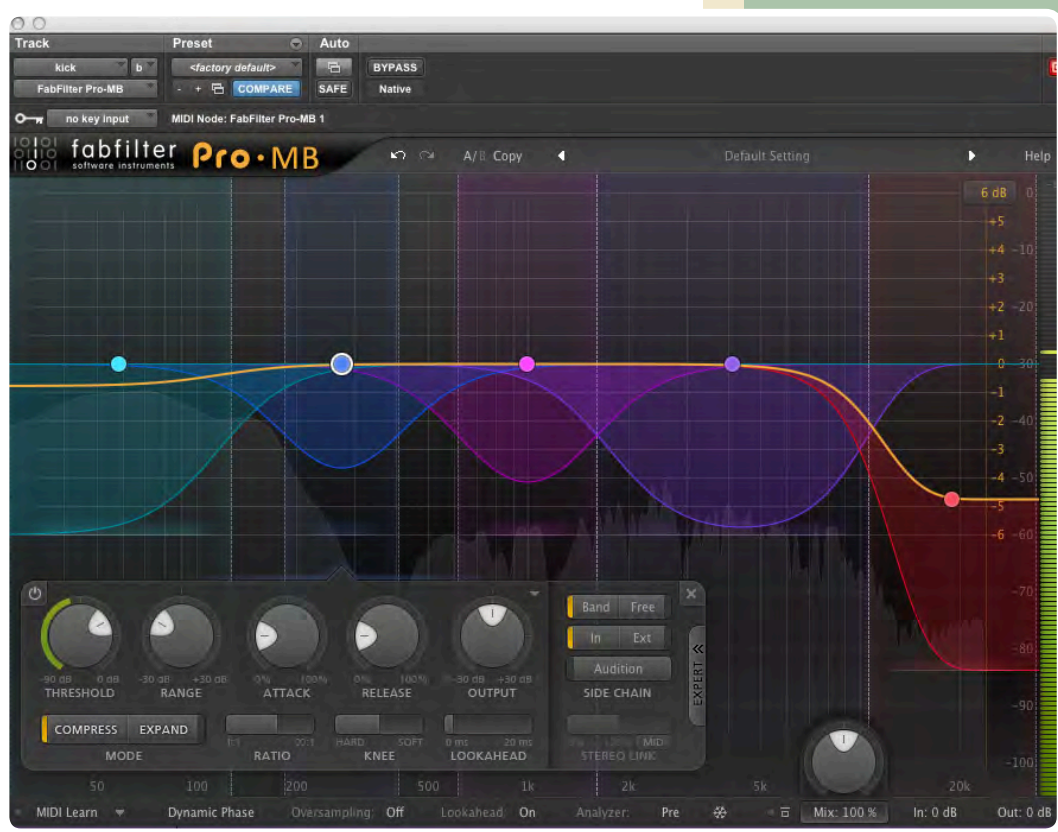 Track Preset Auto
kick b <factory default> BYPASS
FabFilter Pro-MB - + COMPARE SAFE Native
no key input MIDI Node: FabFilter Pro-MB 1
fabfilter
software instruments
Pro·MB
A/B Copy Default Setting Help
6 dB 0
+5
+4 -10
+3
+2 -20
+1
0 -30
-1
-2 -40
-3
-4 -50
-5
-6 -60
-70
-80
-90
-100
-90 dB 0 dB -30 dB +30 dB 0% 100% 0% 100% -30 dB +30 dB
THRESHOLD RANGE ATTACK RELEASE OUTPUT
Band Free
In Ext
Audition
SIDE CHAIN
EXPERT
COMPRESS EXPAND
MODE
HARD SOFT 0 ms 20 ms MID
RATIO KNEE LOOKAHEAD STEREO LINK
50 100 200 500 1k 2k 5k 20k
MIDI Learn Dynamic Phase Oversampling: Off Lookahead: On Analyzer: Pre Mix: 100 % In: 0 dB Out: 0 dB